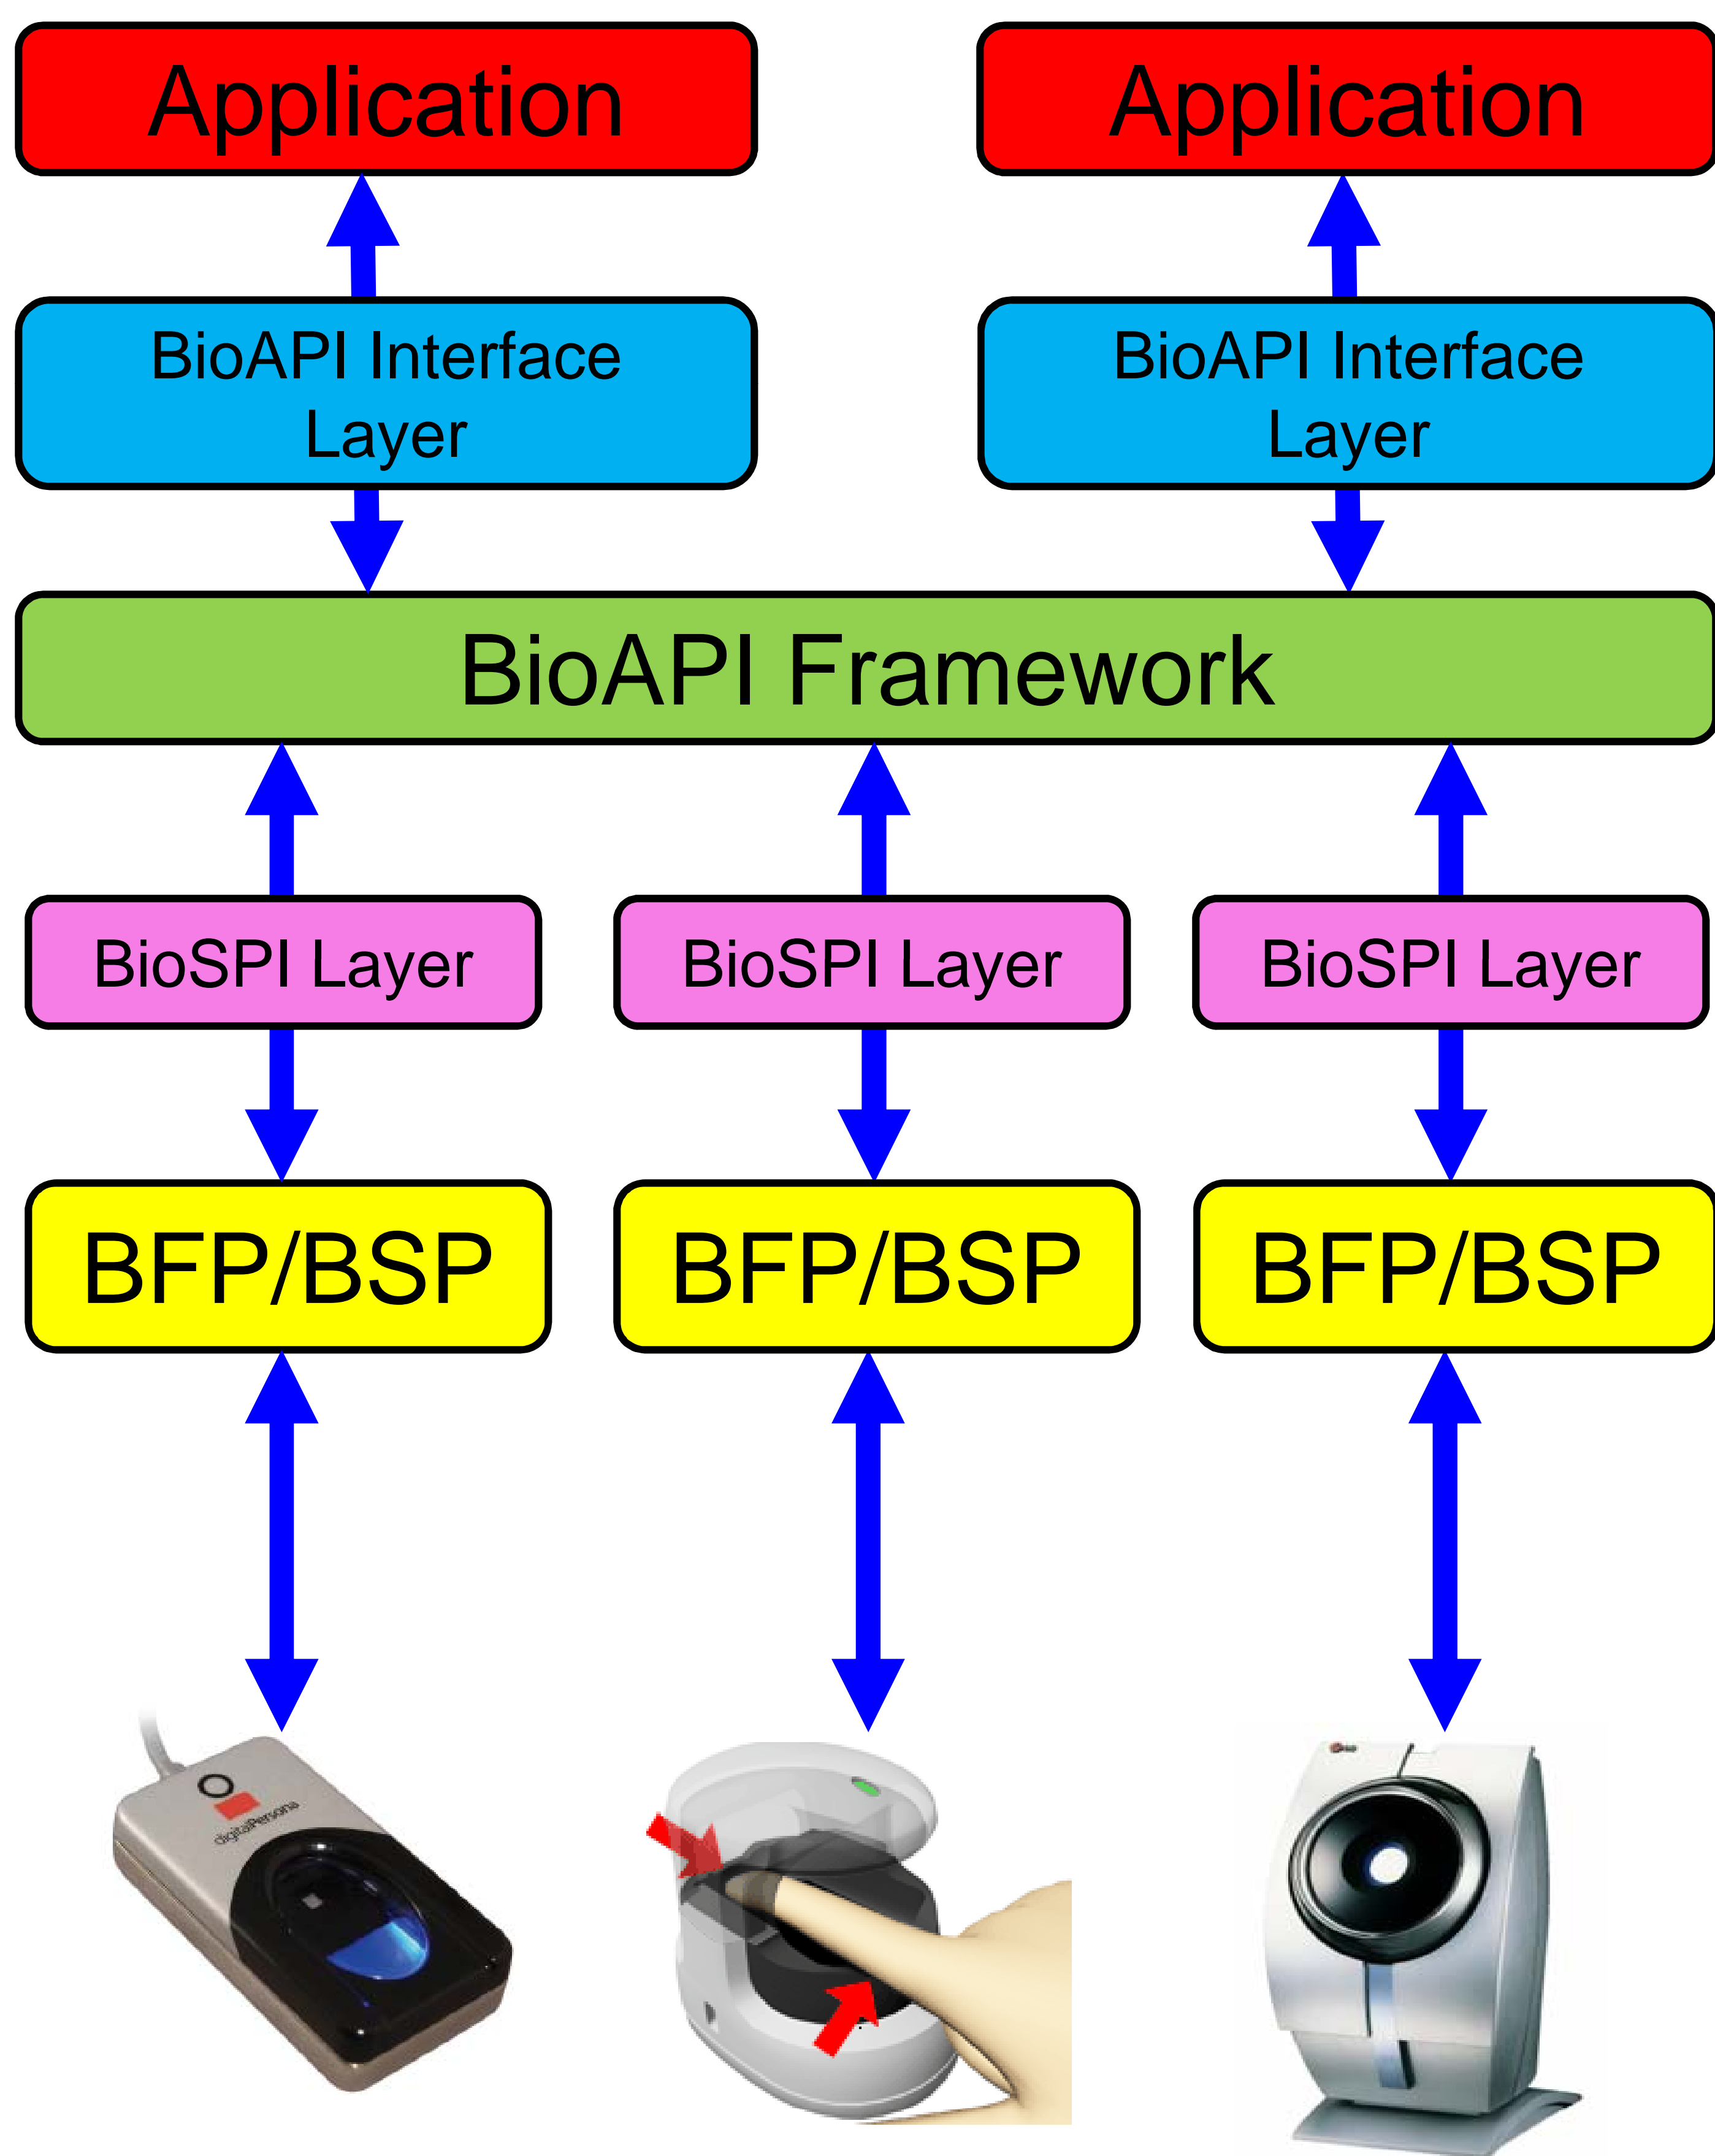 Application
Application
BioAPI Interface
Layer
BioAPI Interface
Layer
BioAPI Framework
BioSPI Layer
BioSPI Layer
BioSPI Layer
BFP/BSP
BFP/BSP
BFP/BSP
digitalPersona